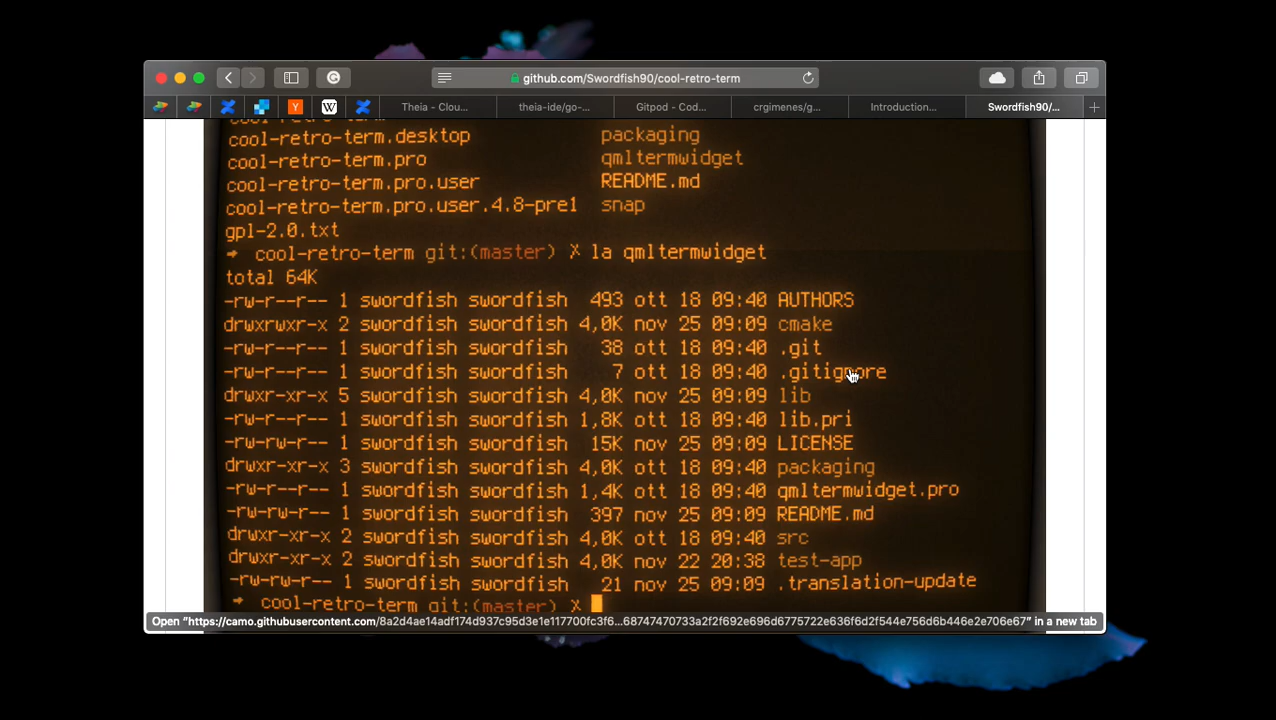 github.com/Swordfish90/cool-retro-term
Theia - Clou... theia-ide/go-... Gitpod - Cod... crgimenes/g... Introduction... Swordfish90/...
cool-retro-term
cool-retro-term.desktop packaging
cool-retro-term.pro qmltermwidget
cool-retro-term.pro.user README.md
cool-retro-term.pro.user.4.8-pre1 snap
gpl-2.0.txt
➜ cool-retro-term git:(master) ✗ la qmltermwidget
total 64K
-rw-r--r-- 1 swordfish swordfish 493 ott 18 09:40 AUTHORS
drwxrwxr-x 2 swordfish swordfish 4,0K nov 25 09:09 cmake
-rw-r--r-- 1 swordfish swordfish 38 ott 18 09:40 .git
-rw-r--r-- 1 swordfish swordfish 7 ott 18 09:40 .gitignore
drwxr-xr-x 5 swordfish swordfish 4,0K nov 25 09:09 lib
-rw-r--r-- 1 swordfish swordfish 1,8K nov 25 09:09 lib.pri
-rw-r--r-- 1 swordfish swordfish 15K nov 25 09:09 LICENSE
drwxr-xr-x 3 swordfish swordfish 4,0K ott 18 09:40 packaging
-rw-r--r-- 1 swordfish swordfish 1,4K ott 18 09:40 qmltermwidget.pro
-rw-rw-r-- 1 swordfish swordfish 397 nov 25 09:09 README.md
drwxr-xr-x 2 swordfish swordfish 4,0K ott 18 09:40 src
drwxr-xr-x 2 swordfish swordfish 4,0K nov 22 20:38 test-app
-rw-rw-r-- 1 swordfish swordfish 21 nov 25 09:09 .translation-update
➜ cool-retro-term git:(master) ✗
Open "https://camo.githubusercontent.com/8a2d4ae14adf174d937c95d3e1e117700fc3f6...68747470733a2f2f692e696d6775722e636f6d2f544e756d6b446e2e706e67" in a new tab